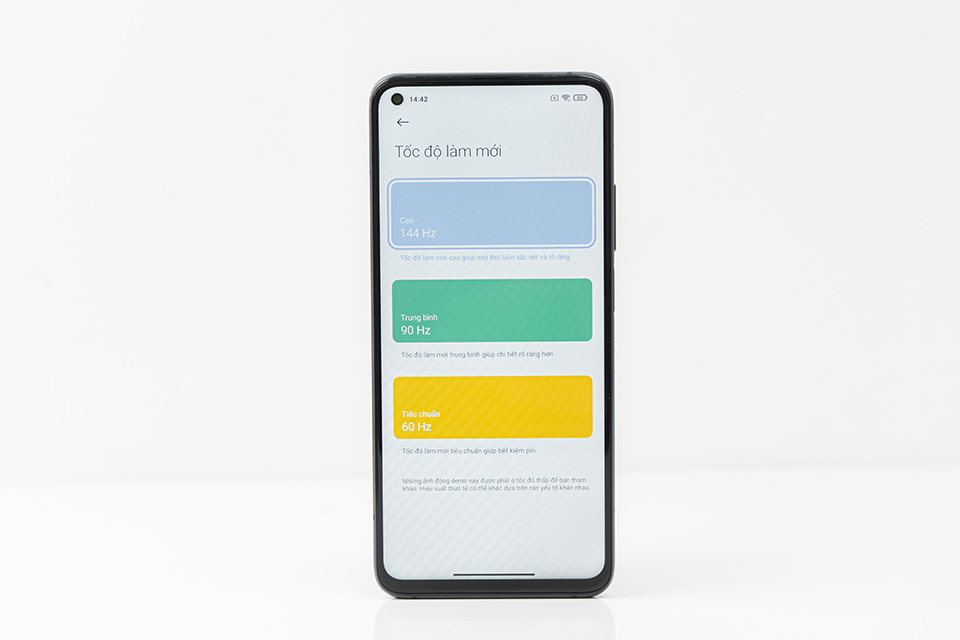 14:42
Tốc độ làm mới
Cao
144 Hz
Tốc độ làm mới cao giúp mọi thứ luôn sắc nét và rõ ràng
Trung bình
90 Hz
Tốc độ làm mới trung bình giúp chi tiết rõ ràng hơn
Tiêu chuẩn
60 Hz
Tốc độ làm mới tiêu chuẩn giúp tiết kiệm pin
Những ảnh động demo này được phát ở tốc độ thấp để bạn tham
khảo. Hiệu suất thực tế có thể khác dựa trên các yếu tố khác nhau.